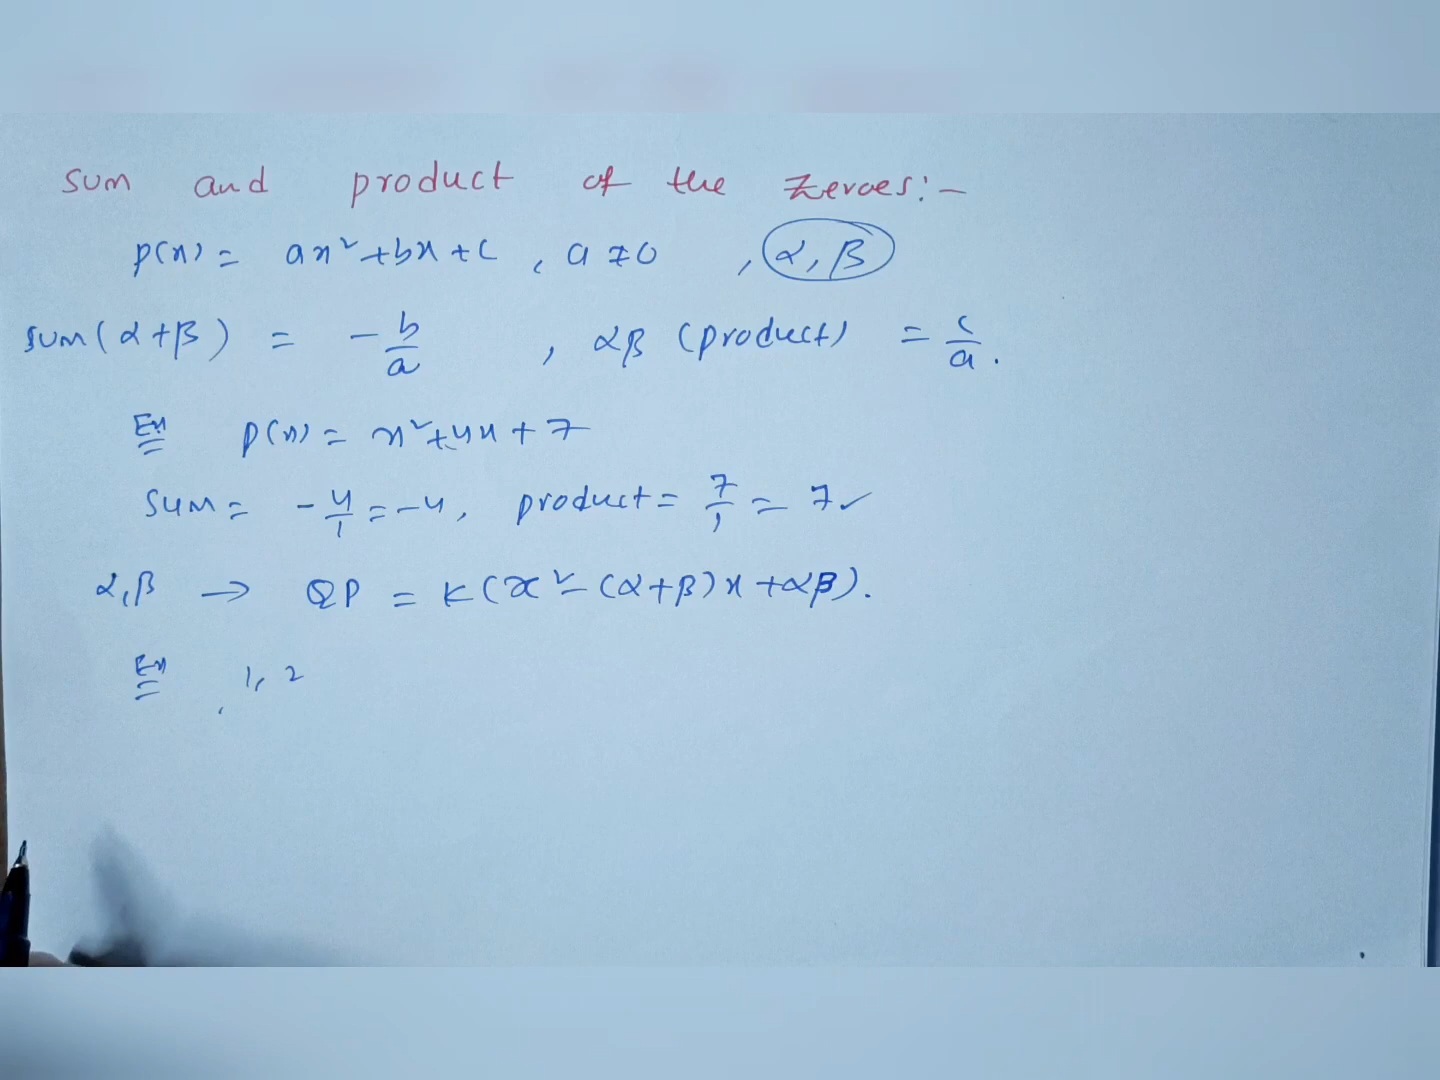 Sum and product of the zeroes:-
p(x) = ax²+bx+c , a ≠ 0 , α, β
sum(α+β) = -b/a , αβ (product) = c/a.
Ex p(x) = x²+4x+7
Sum = -4/1 = -4, product = 7/1 = 7✓
α,β → QP = K(x²-(α+β)x+αβ).
Ex 1, 2